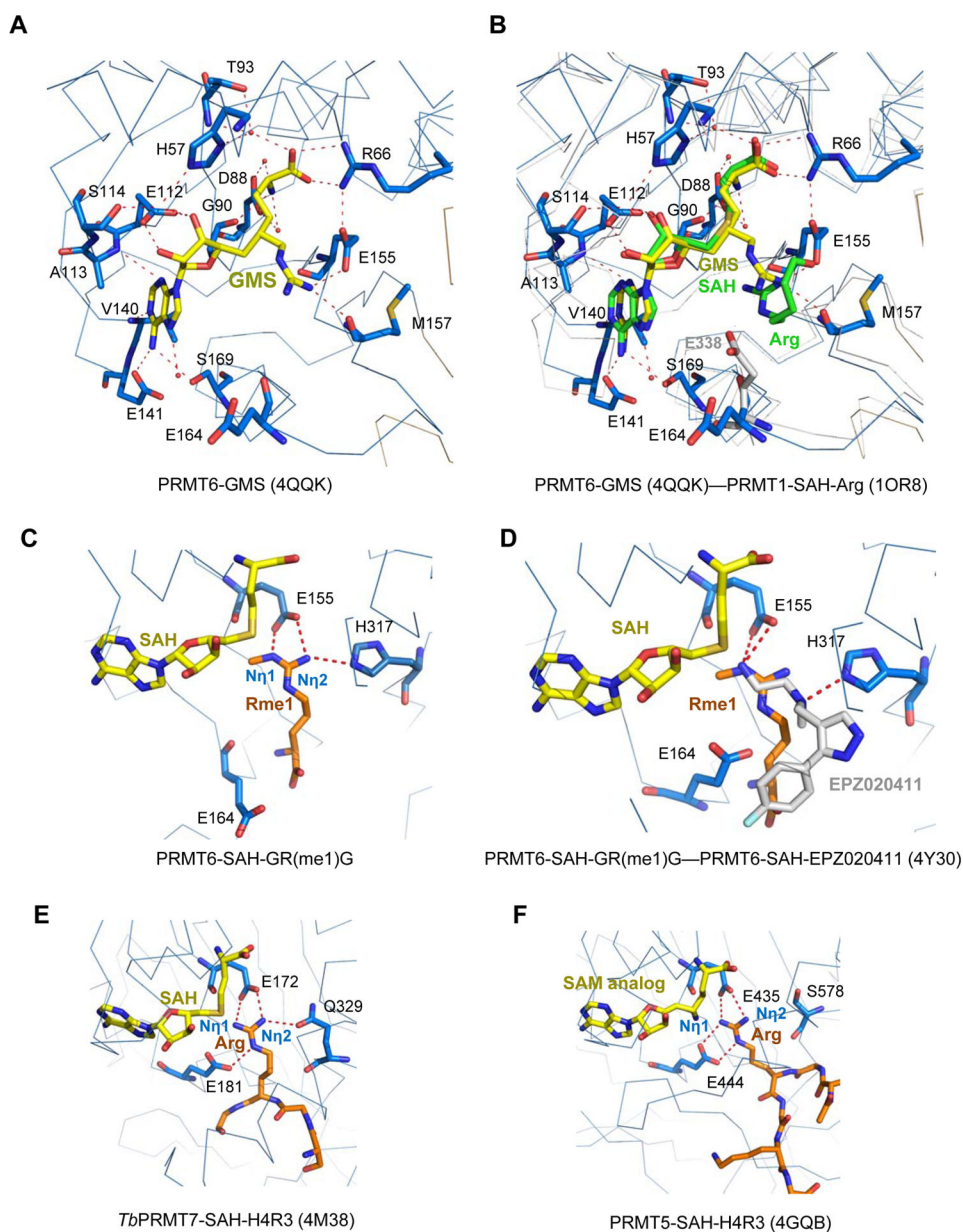 A
T93
H57
R66
S114
E112
D88
G90
GMS
E155
A113
V140
M157
S169
E141
E164
PRMT6-GMS (4QQK)
B
T93
H57
R66
S114
E112
D88
G90
GMS
SAH
E155
A113
V140
M157
E338
Arg
S169
E141
E164
PRMT6-GMS (4QQK)—PRMT1-SAH-Arg (1OR8)
C
E155
SAH
H317
Nη1
Nη2
Rme1
E164
PRMT6-SAH-GR(me1)G
D
E155
SAH
H317
Rme1
E164
EPZ020411
PRMT6-SAH-GR(me1)G—PRMT6-SAH-EPZ020411 (4Y30)
E
E172
SAH
Q329
Nη1
Nη2
Arg
E181
TbPRMT7-SAH-H4R3 (4M38)
F
SAM analog
E435
S578
Nη2
Nη1
Arg
E444
PRMT5-SAH-H4R3 (4GQB)